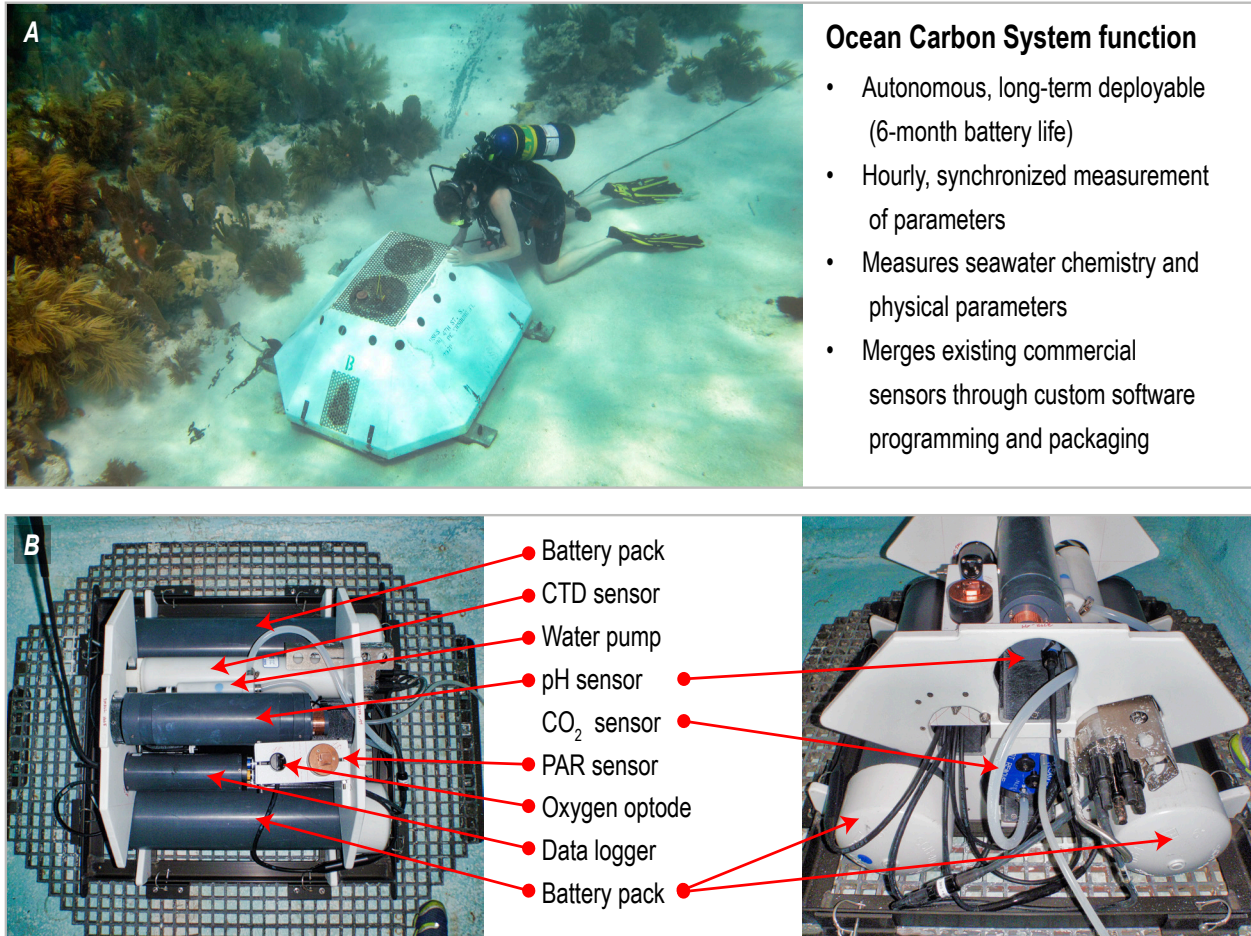 A
Ocean Carbon System function
• Autonomous, long-term deployable
(6-month battery life)
• Hourly, synchronized measurement
of parameters
• Measures seawater chemistry and
physical parameters
• Merges existing commercial
sensors through custom software
programming and packaging
B
B
Battery pack
CTD sensor
Water pump
pH sensor
CO₂ sensor
PAR sensor
Oxygen optode
Data logger
Battery pack